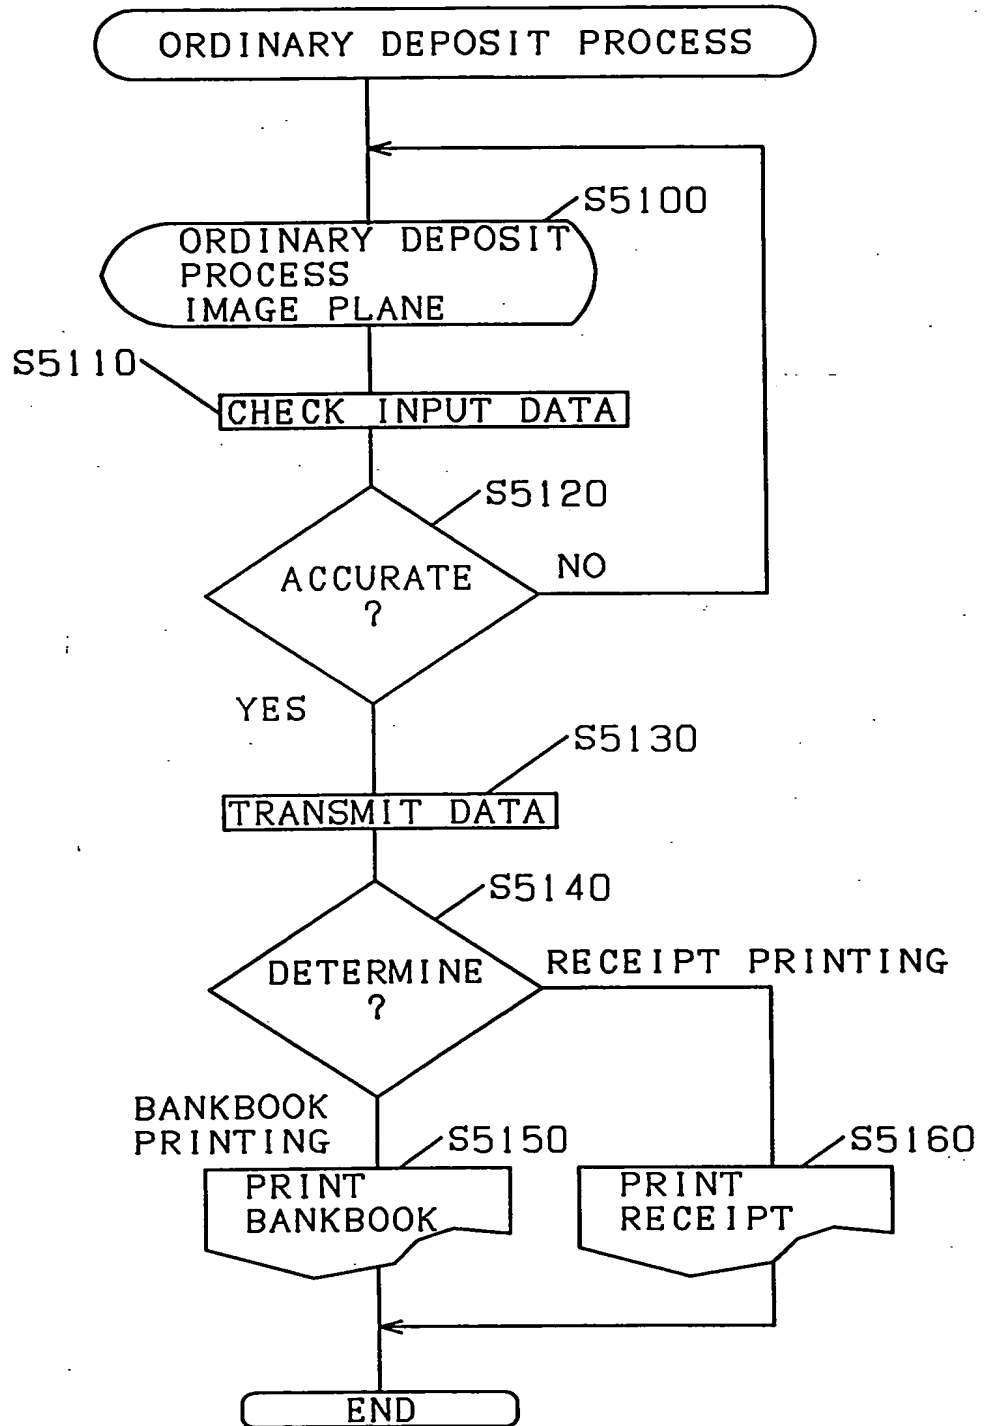 ORDINARY DEPOSIT PROCESS
S5100
ORDINARY DEPOSIT
PROCESS
IMAGE PLANE
S5110
CHECK INPUT DATA
S5120
ACCURATE
?
NO
YES
S5130
TRANSMIT DATA
S5140
DETERMINE
?
RECEIPT PRINTING
BANKBOOK
PRINTING
S5150
S5160
PRINT
BANKBOOK
PRINT
RECEIPT
END